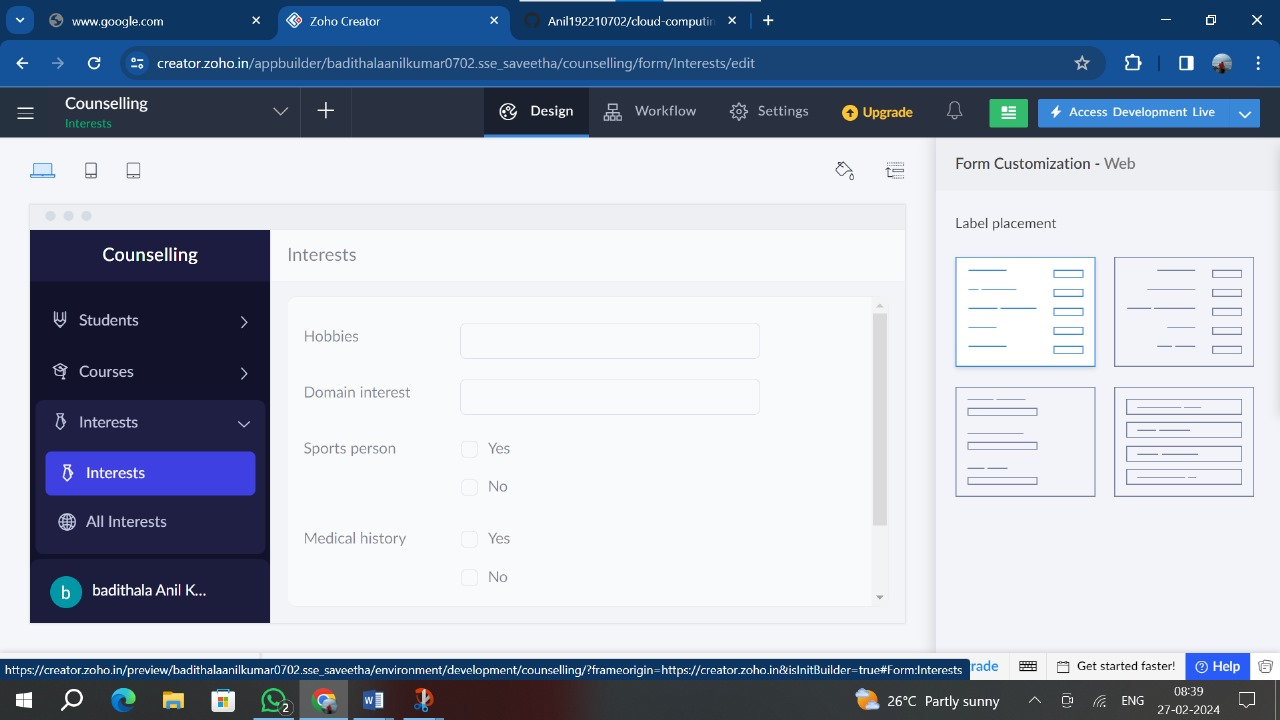 www.google.com
Zoho Creator
Anil192210702/cloud-computin
creator.zoho.in/appbuilder/badithalaanilkumar0702.sse_saveetha/counselling/form/Interests/edit
Counselling
Interests
Design
Workflow
Settings
Upgrade
Access Development Live
Form Customization - Web
Label placement
Counselling
Interests
Students
Courses
Interests
Interests
All Interests
badithala Anil K...
b
Hobbies
Domain interest
Sports person
Yes
No
Medical history
Yes
No
https://creator.zoho.in/preview/badithalaanilkumar0702.sse_saveetha/environment/development/counselling/?frameorigin=https://creator.zoho.in&isInitBuilder=true#Form:Interests
rade
Get started faster!
Help
2
26°C Partly sunny
ENG
08:39
27-02-2024